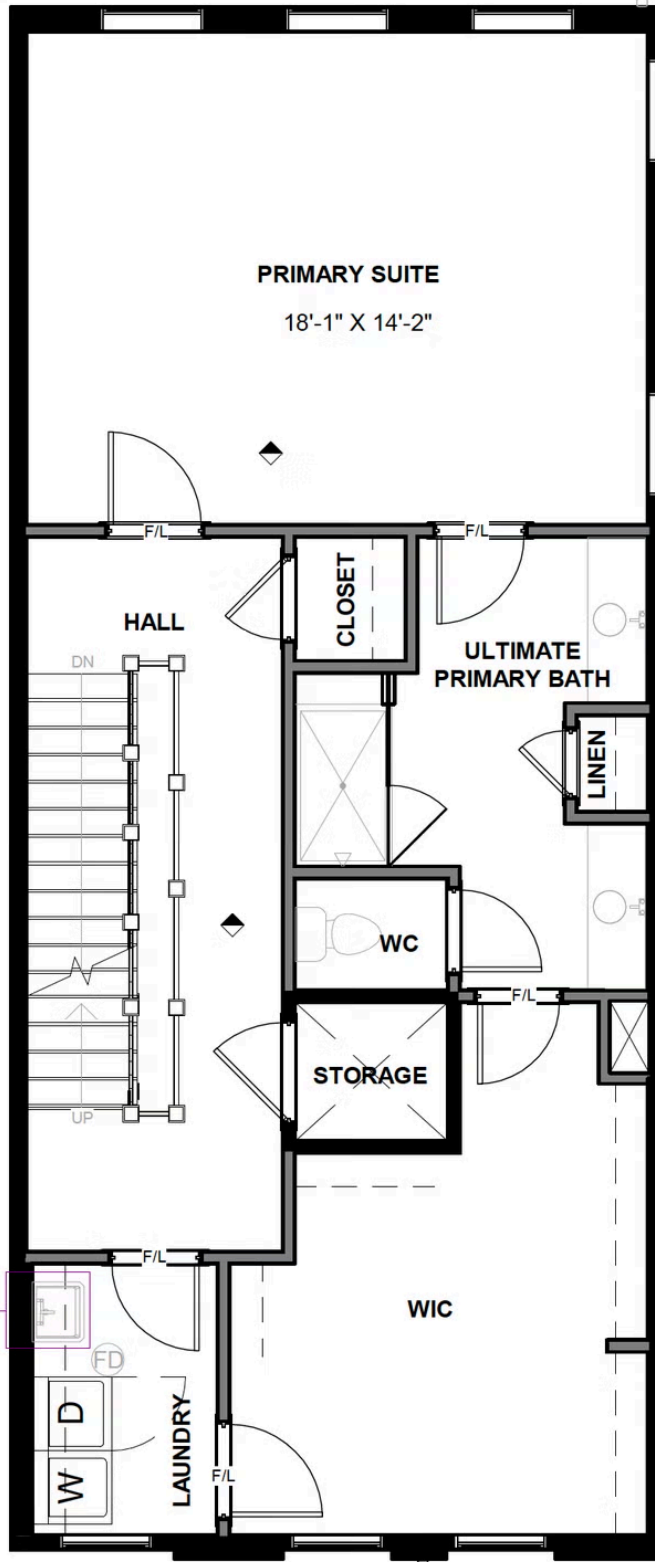 PRIMARY SUITE
18'-1" X 14'-2"
F/L
F/L
HALL
CLOSET
DN
ULTIMATE
PRIMARY BATH
LINEN
WC
F/L
STORAGE
UP
F/L
WIC
FD
D
LAUNDRY
W
F/L